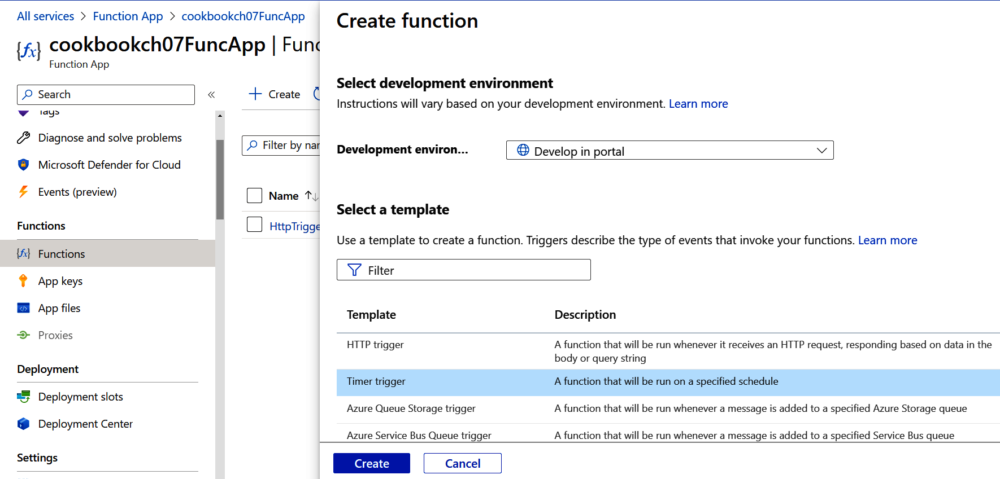 All services > Function App > cookbookch07FuncApp
cookbookch07FuncApp | Func
Function App
Search
«
Tags
Diagnose and solve problems
Microsoft Defender for Cloud
Events (preview)
Functions
Functions
App keys
App files
Proxies
Deployment
Deployment slots
Deployment Center
Settings
+ Create
Filter by nar
Name ↑↓
HttpTrigge
Create function
Select development environment
Instructions will vary based on your development environment. Learn more
Development environ...
Develop in portal
Select a template
Use a template to create a function. Triggers describe the type of events that invoke your functions. Learn more
Filter
Template Description
HTTP trigger A function that will be run whenever it receives an HTTP request, responding based on data in the
body or query string
Timer trigger A function that will be run on a specified schedule
Azure Queue Storage trigger A function that will be run whenever a message is added to a specified Azure Storage queue
Azure Service Bus Queue trigger A function that will be run whenever a message is added to a specified Service Bus queue
Create Cancel